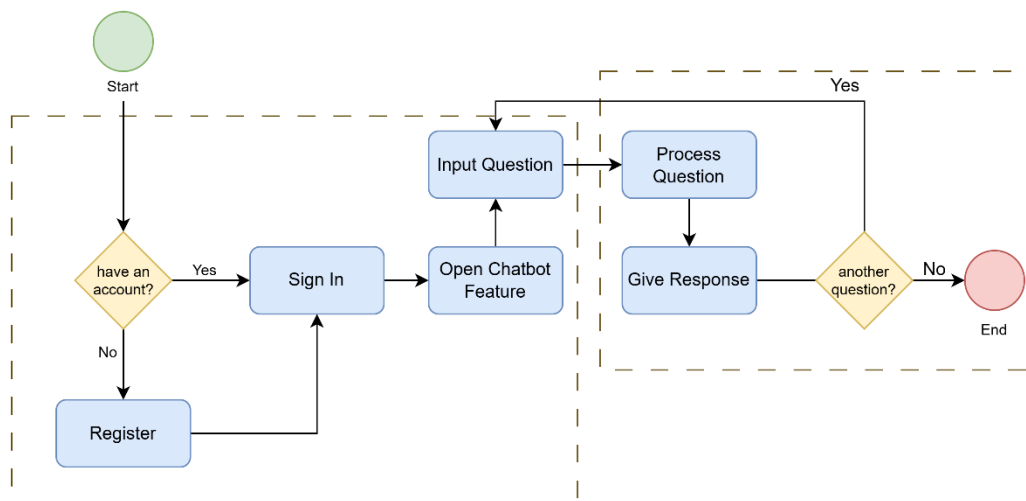 Start
Yes
Input Question
Process
Question
have an
account?
Yes
Sign In
Open Chatbot
Feature
Give Response
another
question?
No
End
No
Register